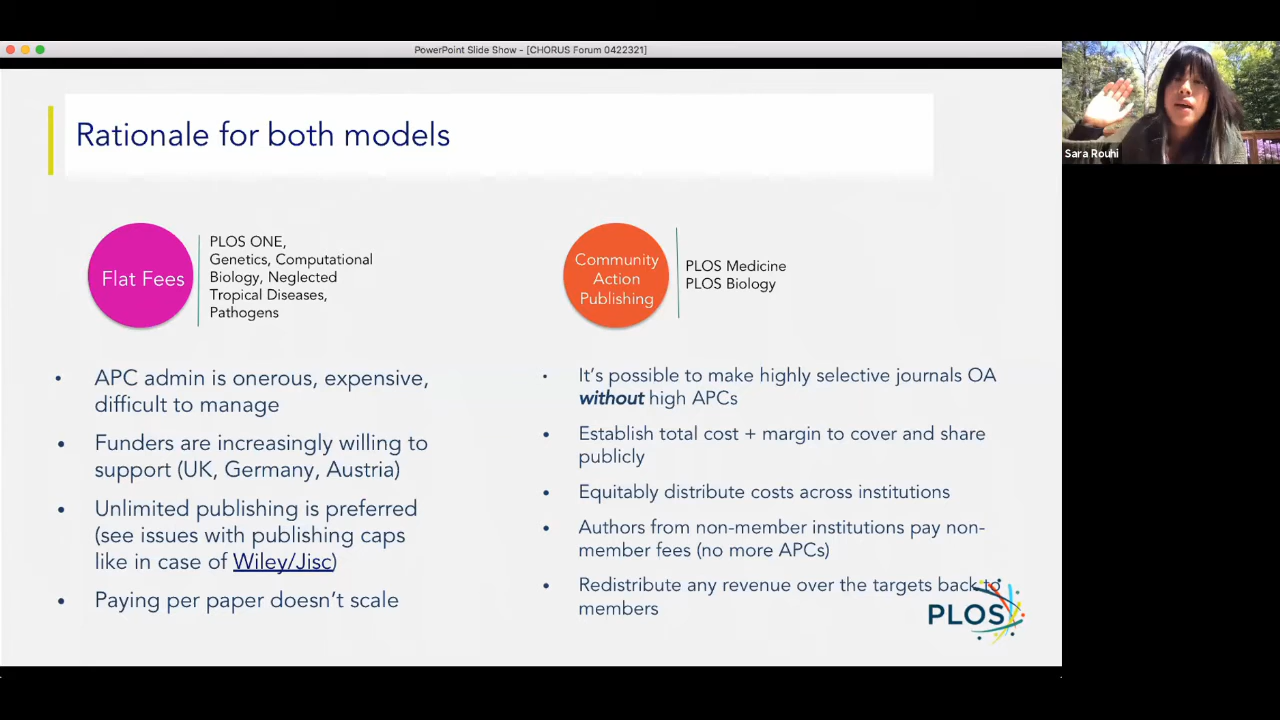 PowerPoint Slide Show - [CHORUS Forum 0422321]
Rationale for both models
Flat Fees
PLOS ONE,
Genetics, Computational
Biology, Neglected
Tropical Diseases,
Pathogens
• APC admin is onerous, expensive,
difficult to manage
• Funders are increasingly willing to
support (UK, Germany, Austria)
• Unlimited publishing is preferred
(see issues with publishing caps
like in case of Wiley/Jisc)
• Paying per paper doesn’t scale
Community
Action
Publishing
PLOS Medicine
PLOS Biology
• It’s possible to make highly selective journals OA
without high APCs
• Establish total cost + margin to cover and share
publicly
• Equitably distribute costs across institutions
• Authors from non-member institutions pay non-
member fees (no more APCs)
• Redistribute any revenue over the targets back to
members
PLOS
Sara Rouhi